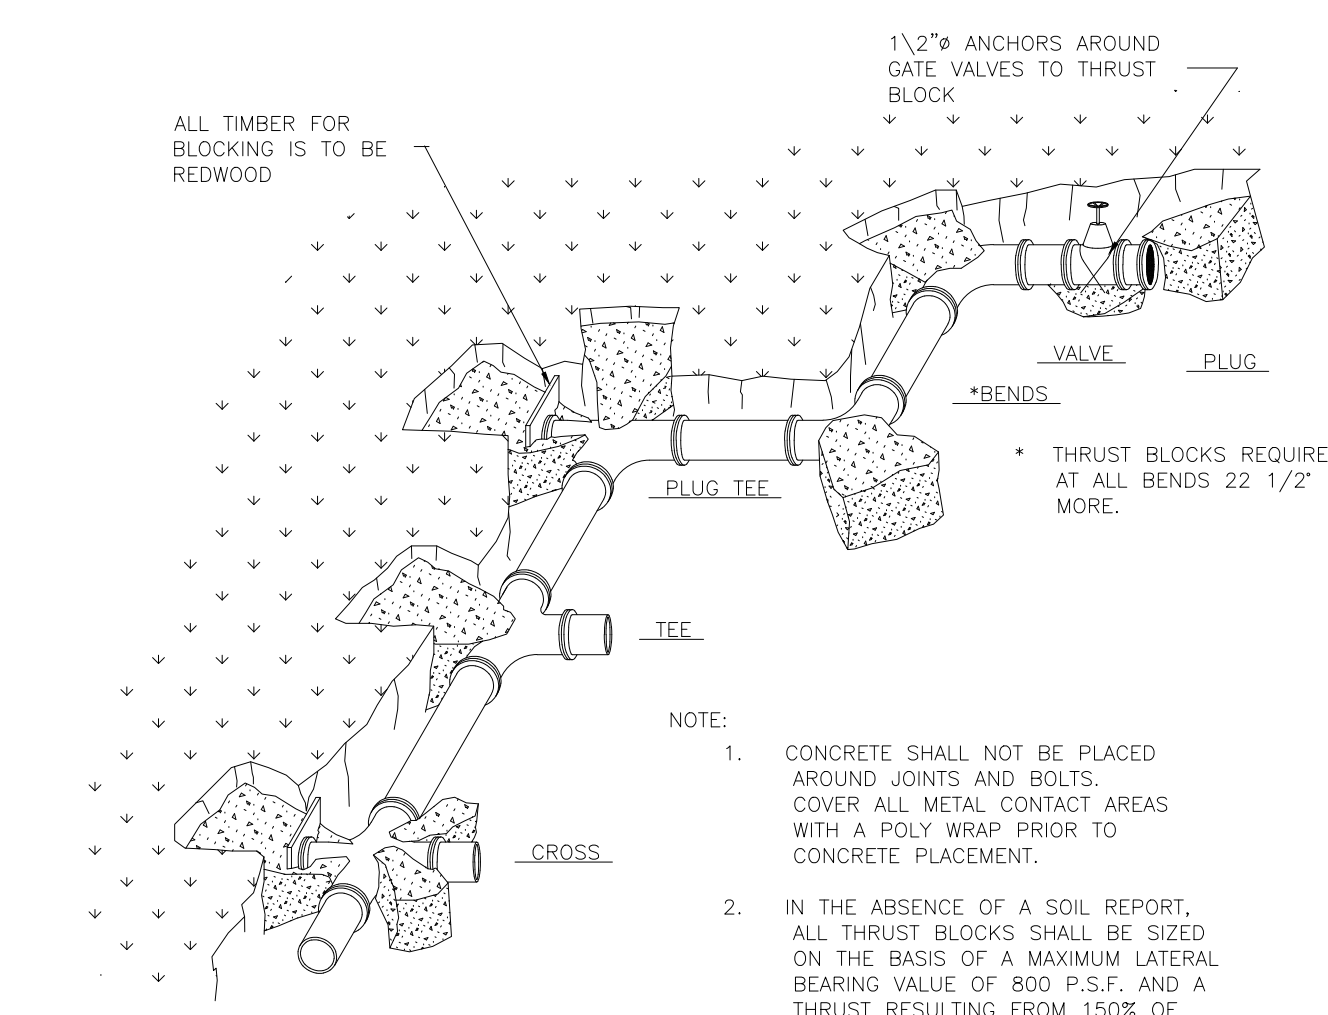 1\2"ø ANCHORS AROUND
GATE VALVES TO THRUST
BLOCK
ALL TIMBER FOR
BLOCKING IS TO BE
REDWOOD
VALVE
PLUG
*BENDS
* THRUST BLOCKS REQUIRE
AT ALL BENDS 22 1/2°
MORE.
PLUG TEE
TEE
NOTE:
1. CONCRETE SHALL NOT BE PLACED
AROUND JOINTS AND BOLTS.
COVER ALL METAL CONTACT AREAS
WITH A POLY WRAP PRIOR TO
CONCRETE PLACEMENT.
CROSS
2. IN THE ABSENCE OF A SOIL REPORT,
ALL THRUST BLOCKS SHALL BE SIZED
ON THE BASIS OF A MAXIMUM LATERAL
BEARING VALUE OF 800 P.S.F. AND A
THRUST RESULTING FROM 150% OF